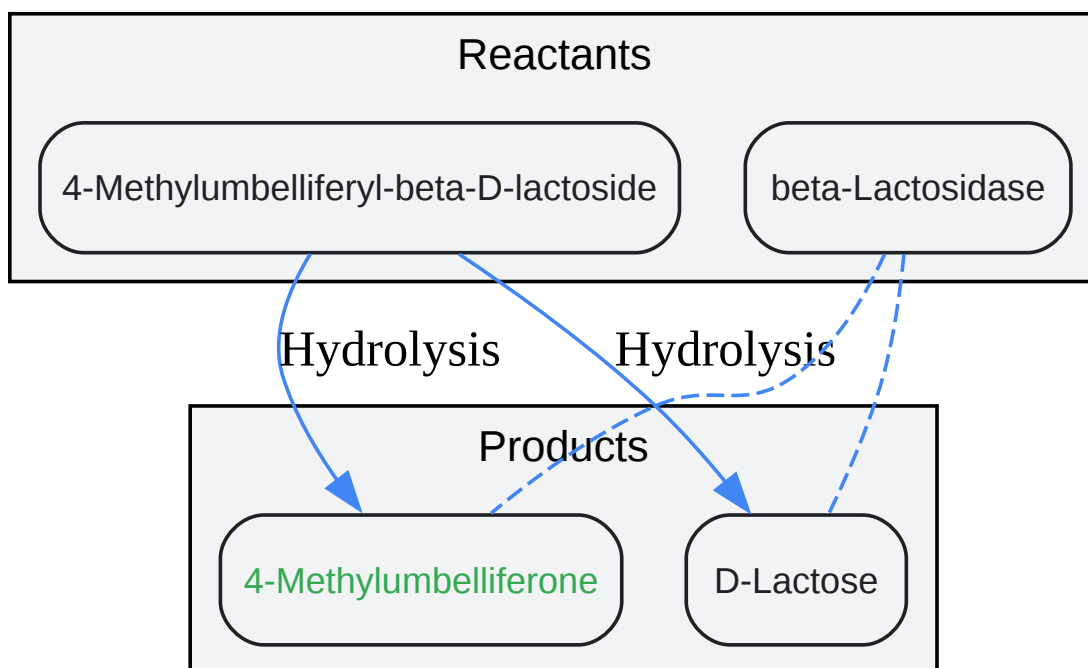 Reactants
4-Methylumbelliferyl-beta-D-lactoside
beta-Lactosidase
Hydrolysis
Hydrolysis
Products
4-Methylumbelliferone
D-Lactose